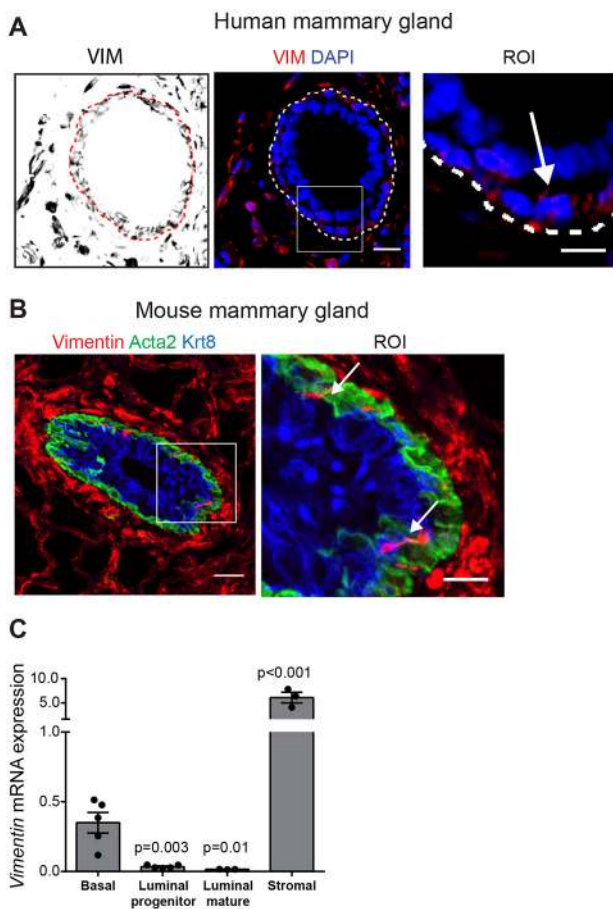 A
Human mammary gland
VIM
VIM DAPI
ROI
B
Mouse mammary gland
Vimentin Acta2 Krt8
ROI
C
Vimentin mRNA expression
10.0
5.0
1.0
0.5
0.0
p=0.003
p=0.01
p<0.001
Basal
Luminal
progenitor
Luminal
mature
Stromal